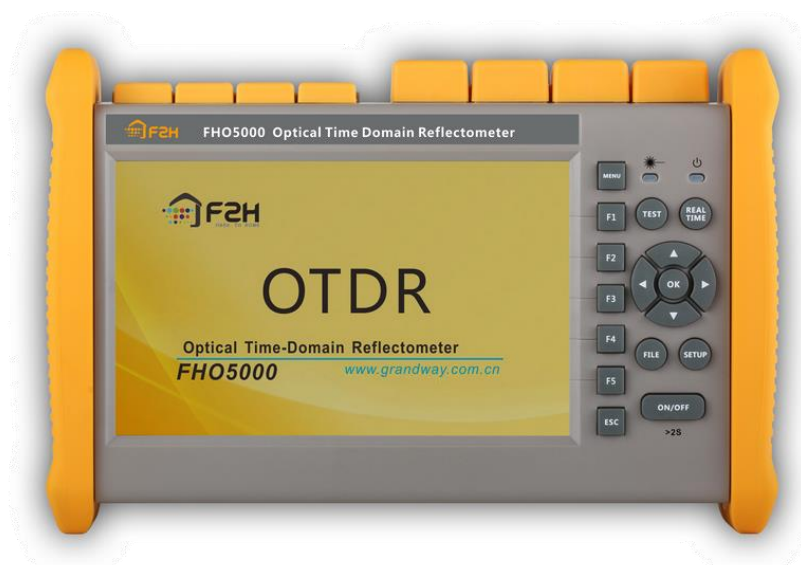 F2H FHO5000 Optical Time Domain Reflectometer
F2H
OTDR
Optical Time-Domain Reflectometer
FHO5000 www.grandway.com.cn
MENU
F1 TEST REAL TIME
F2
F3 OK
F4
FILE SETUP
F5
ON/OFF
ESC
>2S